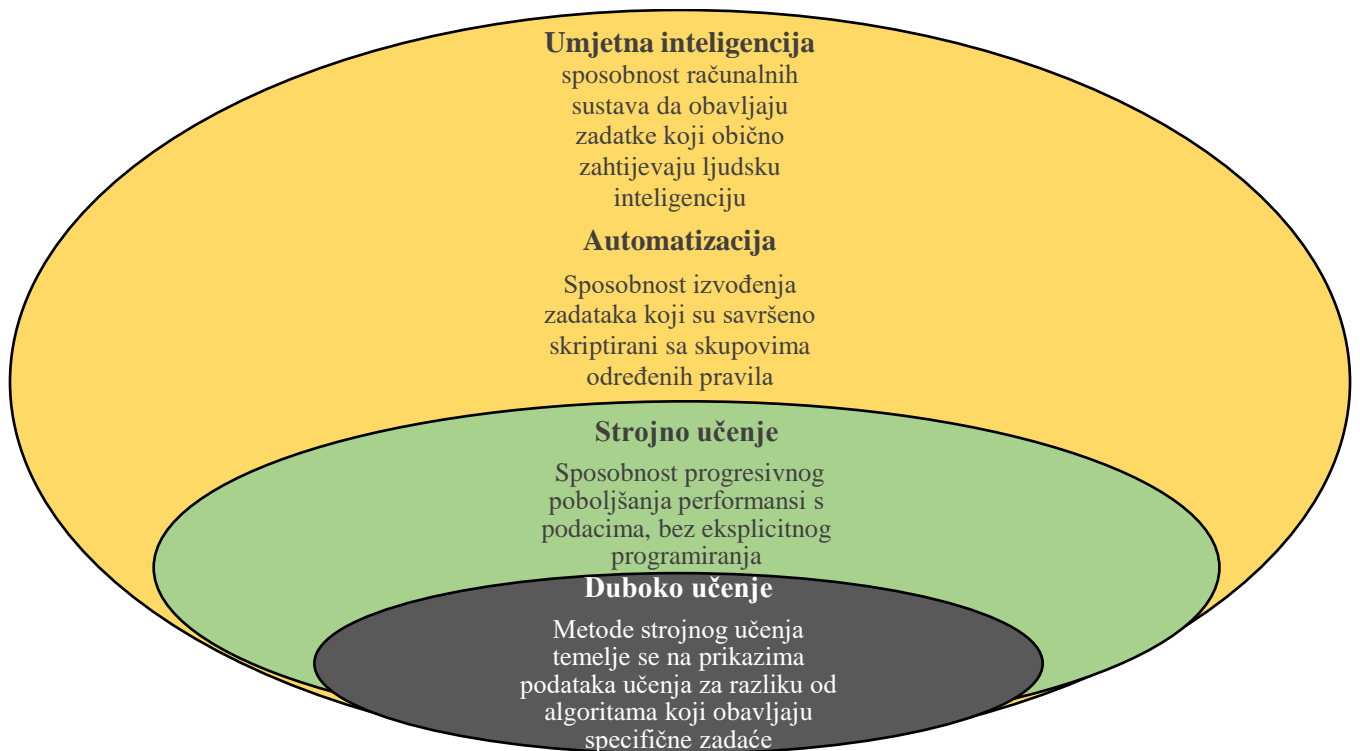 Umjetna inteligencija
sposobnost računalnih
sustava da obavljaju
zadatke koji obično
zahtijevaju ljudsku
inteligenciju
Automatizacija
Sposobnost izvođenja
zadataka koji su savršeno
skriptirani sa skupovima
određenih pravila
Strojno učenje
Sposobnost progresivnog
poboljšanja performansi s
podacima, bez eksplicitnog
programiranja
Duboko učenje
Metode strojnog učenja
temelje se na prikazima
podataka učenja za razliku od
algoritama koji obavljaju
specifične zadaće